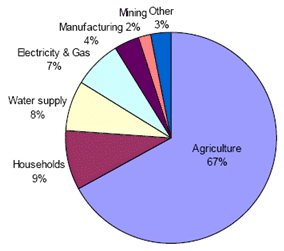 Mining
Other
3%
Manufacturing 2%
4%
Electricity & Gas
7%
Water supply
8%
Households
9%
Agriculture
67%